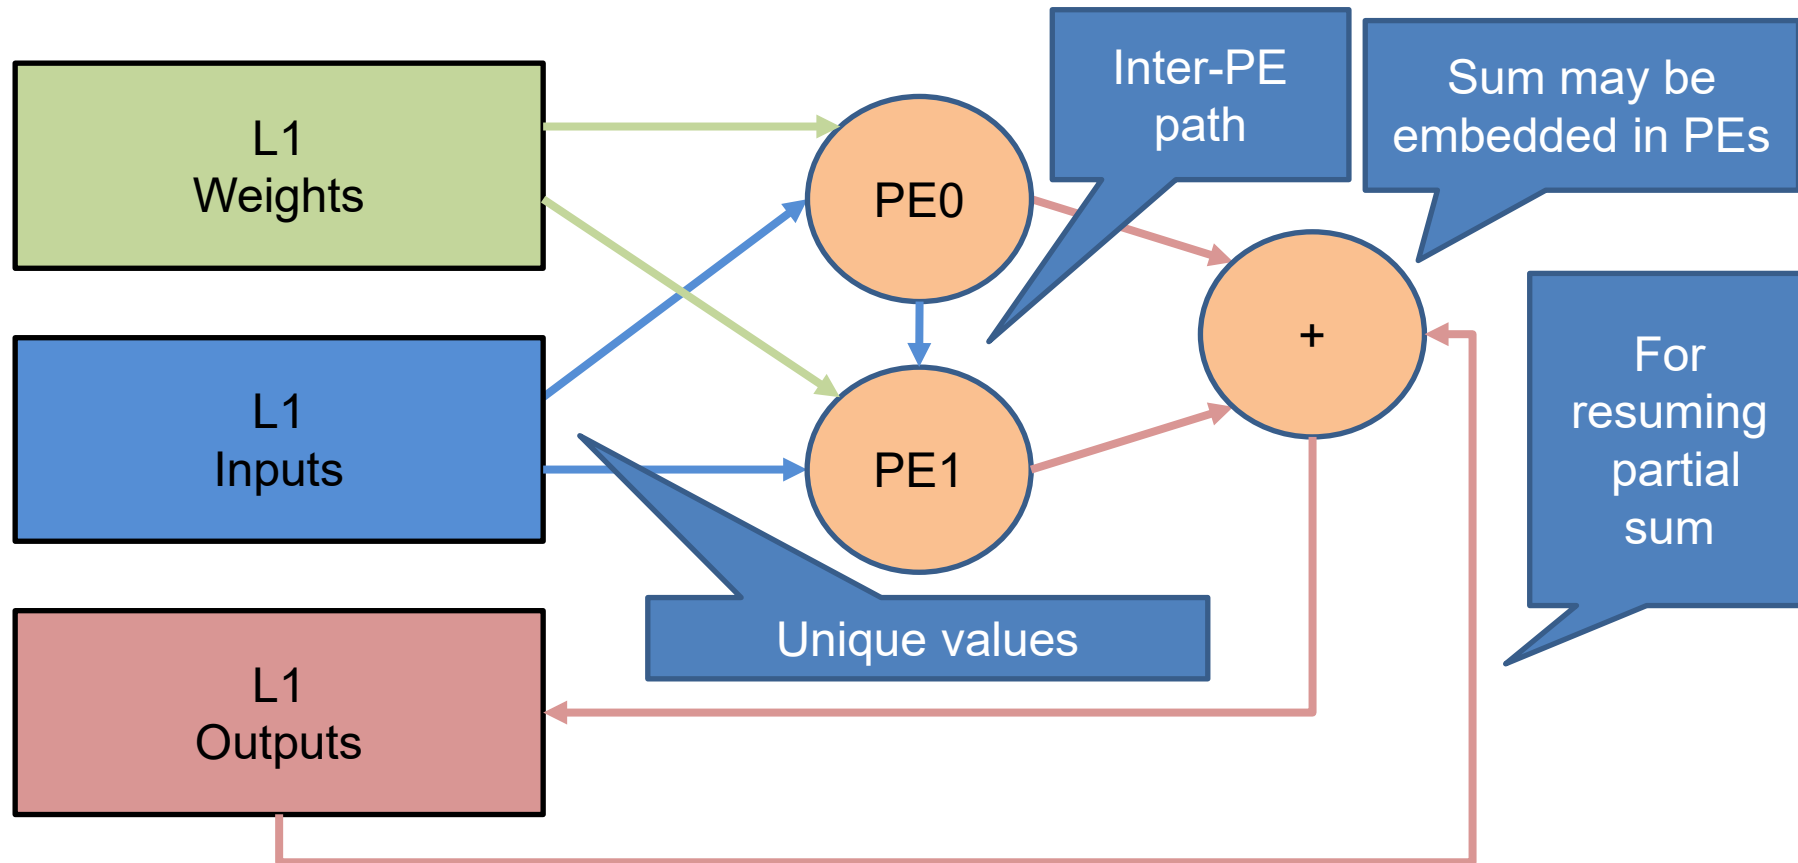 L1
Weights
L1
Inputs
L1
Outputs
PE0
PE1
+
Inter-PE
path
Sum may be
embedded in PEs
For
resuming
partial
sum
Unique values